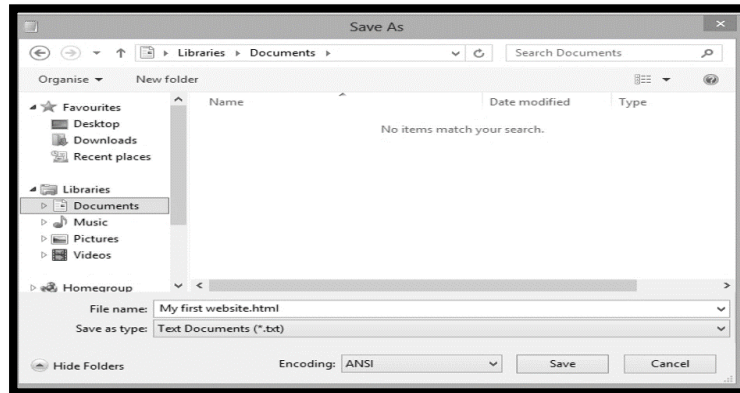 Save As
Libraries Documents
Search Documents
Organise New folder
Favourites
Desktop
Downloads
Recent places
Libraries
Documents
Music
Pictures
Videos
Homegroup
Name Date modified Type
No items match your search.
File name: My first website.html
Save as type: Text Documents (*.txt)
Hide Folders Encoding: ANSI Save Cancel